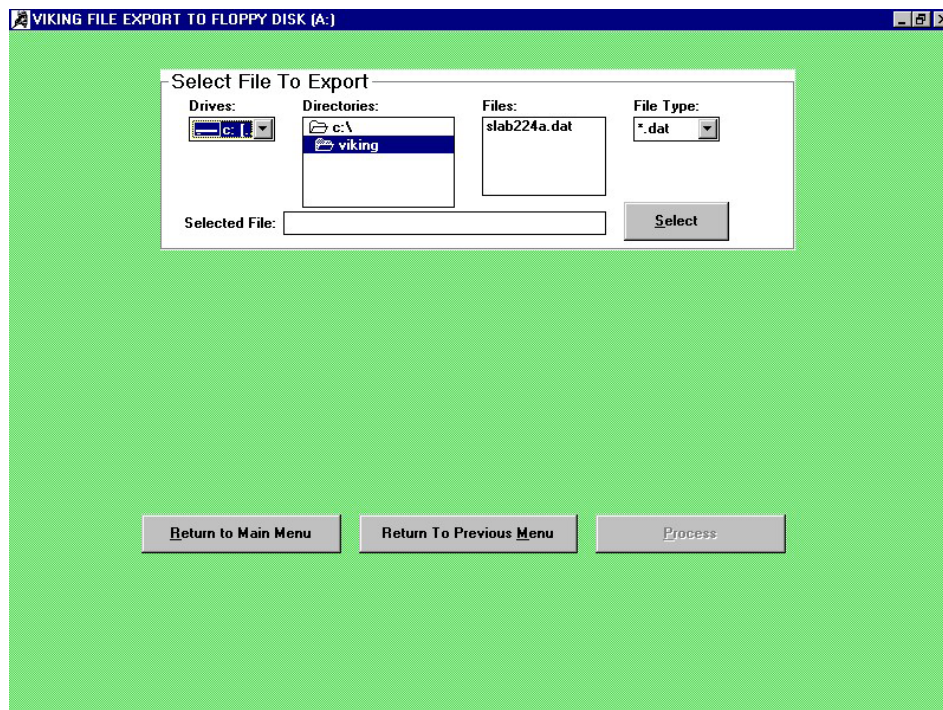 VIKING FILE EXPORT TO FLOPPY DISK (A:)
Select File To Export
Drives: Directories: Files: File Type:
c: [.. c:\ slab224a.dat *.dat
viking
Selected File: Select
Return to Main Menu Return To Previous Menu Process